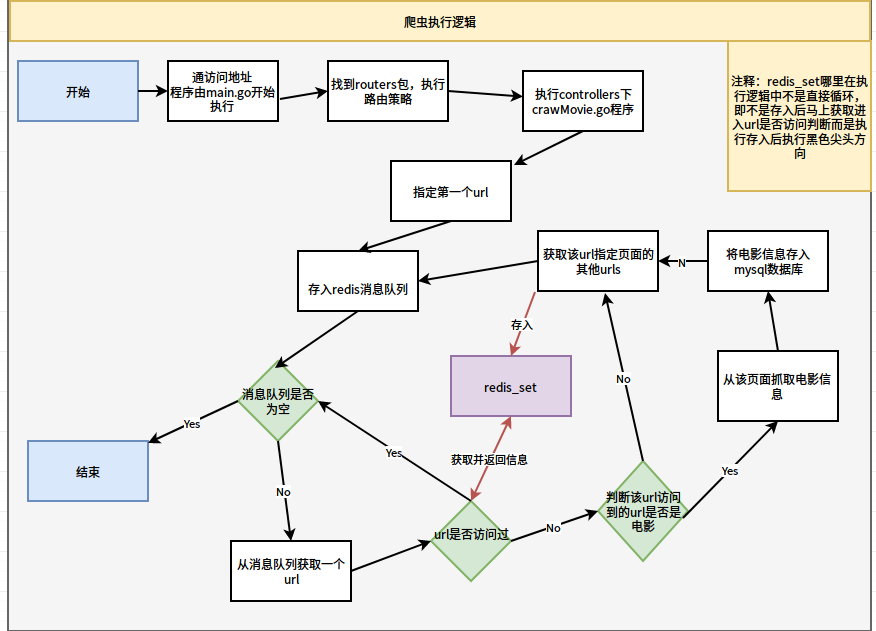 爬虫执行逻辑
开始
通访问地址
程序由main.go开始
执行
找到routers包，执行
路由策略
执行controllers下
crawMovie.go程序
注释：redis_set哪里在执
行逻辑中不是直接循环，
即不是存入后马上获取进
入url是否访问判断而是执
行存入后执行黑色尖头方
向
指定第一个url
存入redis消息队列
获取该url指定页面的
其他urls
N
将电影信息存入
mysql数据库
存入
redis_set
从该页面抓取电影信
息
消息队列是否
为空
Yes
结束
No
Yes
获取并返回信息
No
Yes
从消息队列获取一个
url
url是否访问过
No
判断该url访问
到的url是否是
电影